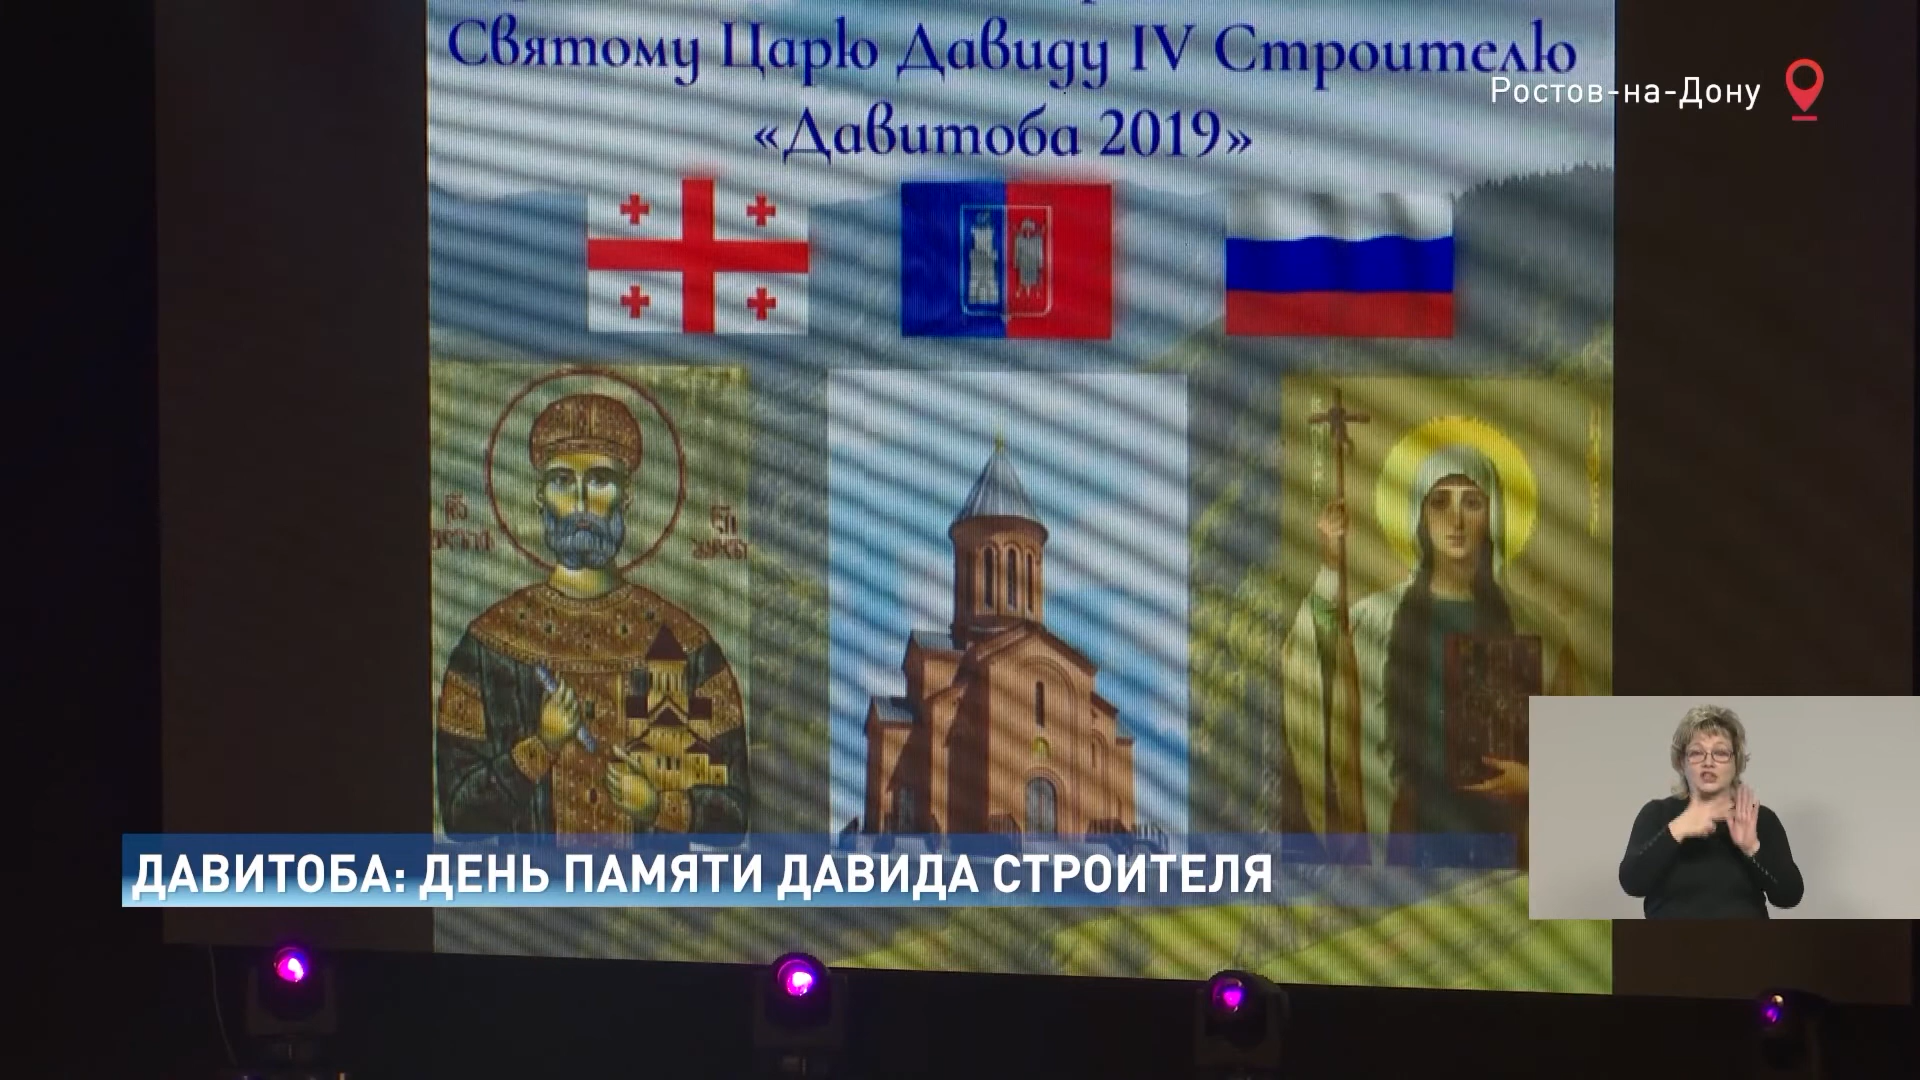 Святому Царю Давиду IV Строителю
Ростов-на-Дону
«Давитоба 2019»
ДАВИТОБА: ДЕНЬ ПАМЯТИ ДАВИДА СТРОИТЕЛЯ